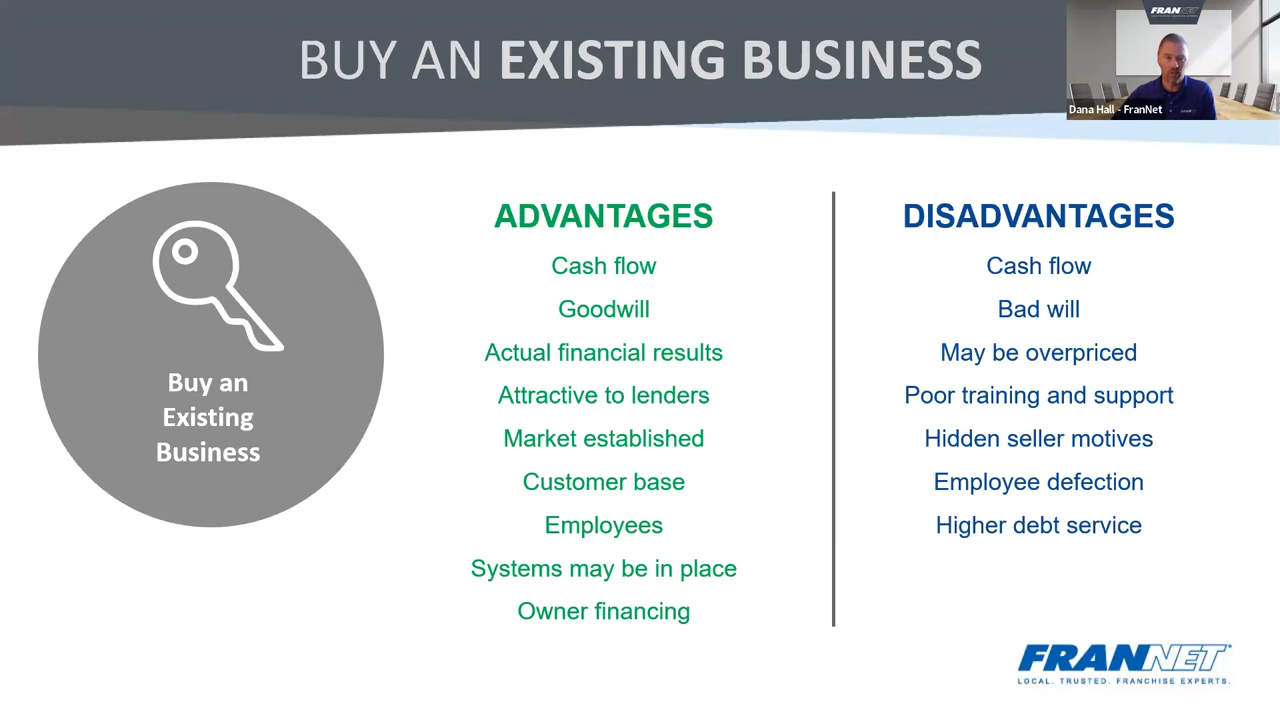 BUY AN EXISTING BUSINESS
FRANNET
Dana Hall - FranNet
Buy an
Existing
Business
ADVANTAGES
Cash flow
Goodwill
Actual financial results
Attractive to lenders
Market established
Customer base
Employees
Systems may be in place
Owner financing
DISADVANTAGES
Cash flow
Bad will
May be overpriced
Poor training and support
Hidden seller motives
Employee defection
Higher debt service
FRANNET
LOCAL. TRUSTED. FRANCHISE EXPERTS.